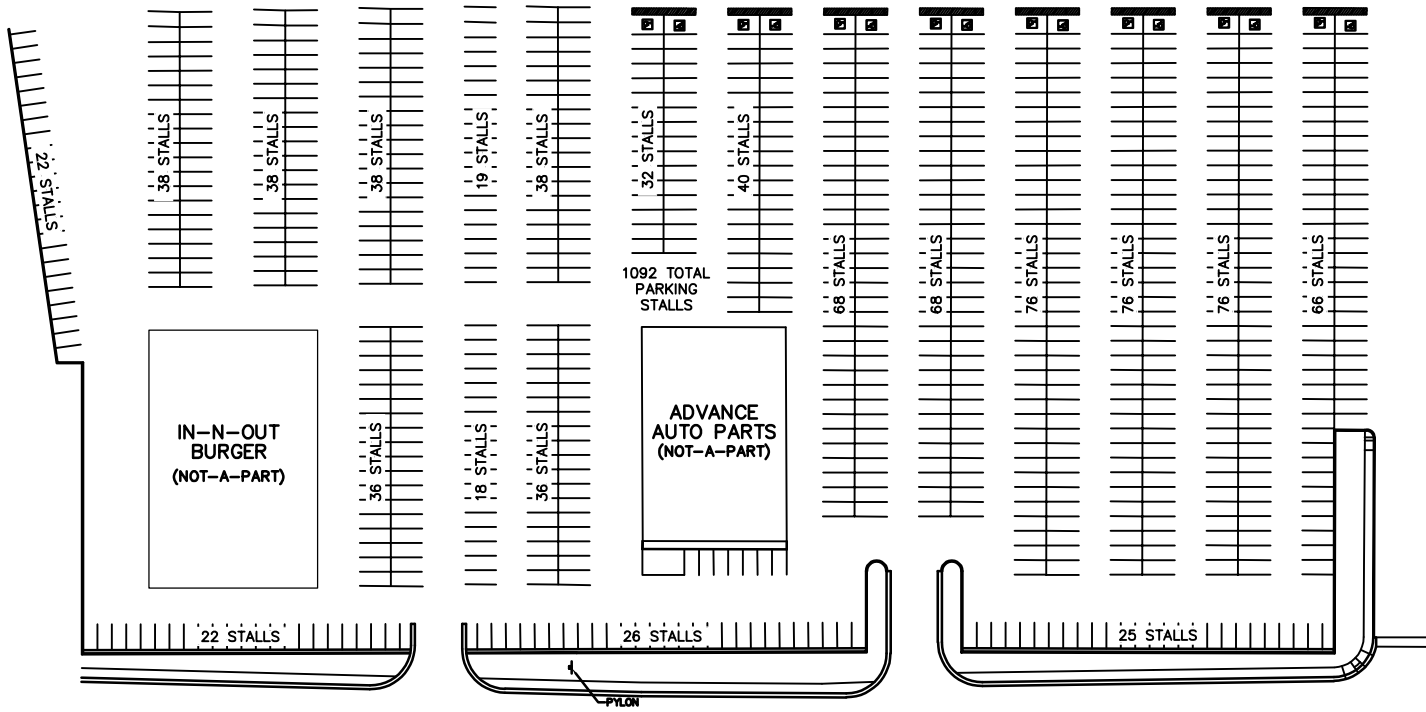 22 STALLS
38 STALLS
38 STALLS
38 STALLS
19 STALLS
38 STALLS
32 STALLS
40 STALLS
68 STALLS
68 STALLS
76 STALLS
76 STALLS
76 STALLS
66 STALLS
1092 TOTAL
PARKING
STALLS
IN-N-OUT
BURGER
(NOT-A-PART)
36 STALLS
18 STALLS
36 STALLS
ADVANCE
AUTO PARTS
(NOT-A-PART)
22 STALLS
26 STALLS
25 STALLS
PYLON